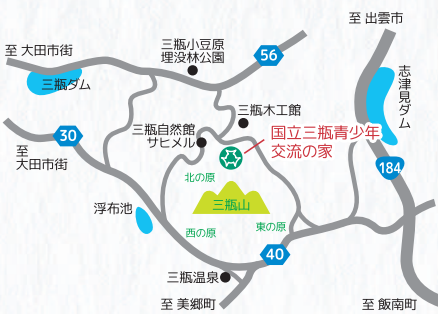 至 出雲市
三瓶小豆原
埋没林公園
56
至 大田市街
三瓶ダム
志津見ダム
三瓶木工館
30
三瓶自然館
サヒメル
国立三瓶青少年
交流の家
至
大田市街
184
北の原
三瓶山
浮布池
東の原
西の原
40
三瓶温泉
至 美郷町
至 飯南町